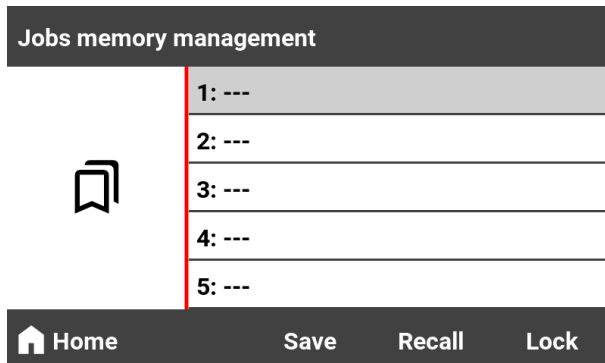 Jobs memory management
1: ---
2: ---
3: ---
4: ---
5: ---
Home Save Recall Lock